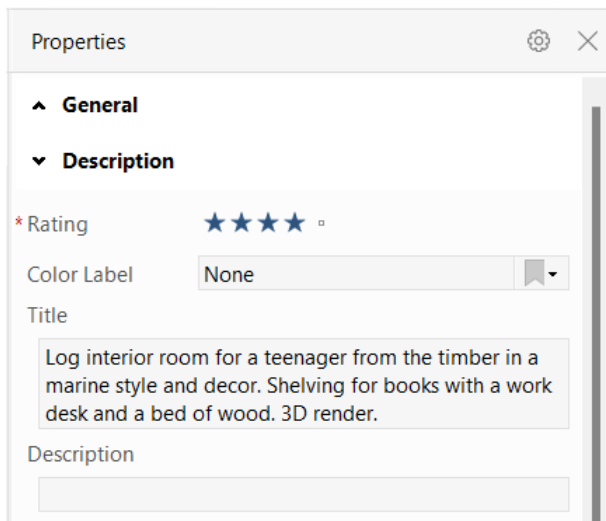 Properties
General
Description
* Rating
Color Label None
Title
Log interior room for a teenager from the timber in a
marine style and decor. Shelving for books with a work
desk and a bed of wood. 3D render.
Description